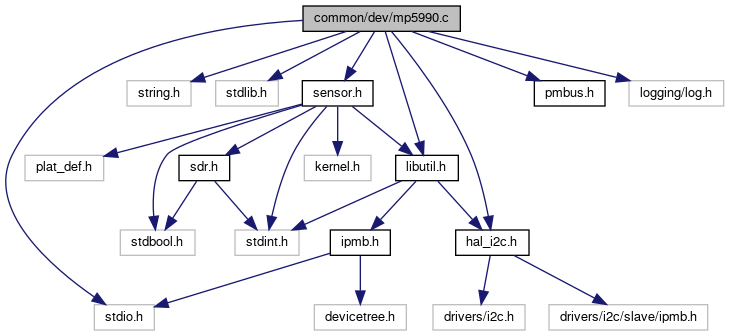 common/dev/mp5990.c
string.h
stdlib.h
sensor.h
pmbus.h
logging/log.h
plat_def.h
sdr.h
kernel.h
libutil.h
stdbool.h
stdint.h
ipmb.h
hal_i2c.h
stdio.h
devicetree.h
drivers/i2c.h
drivers/i2c/slave/ipmb.h